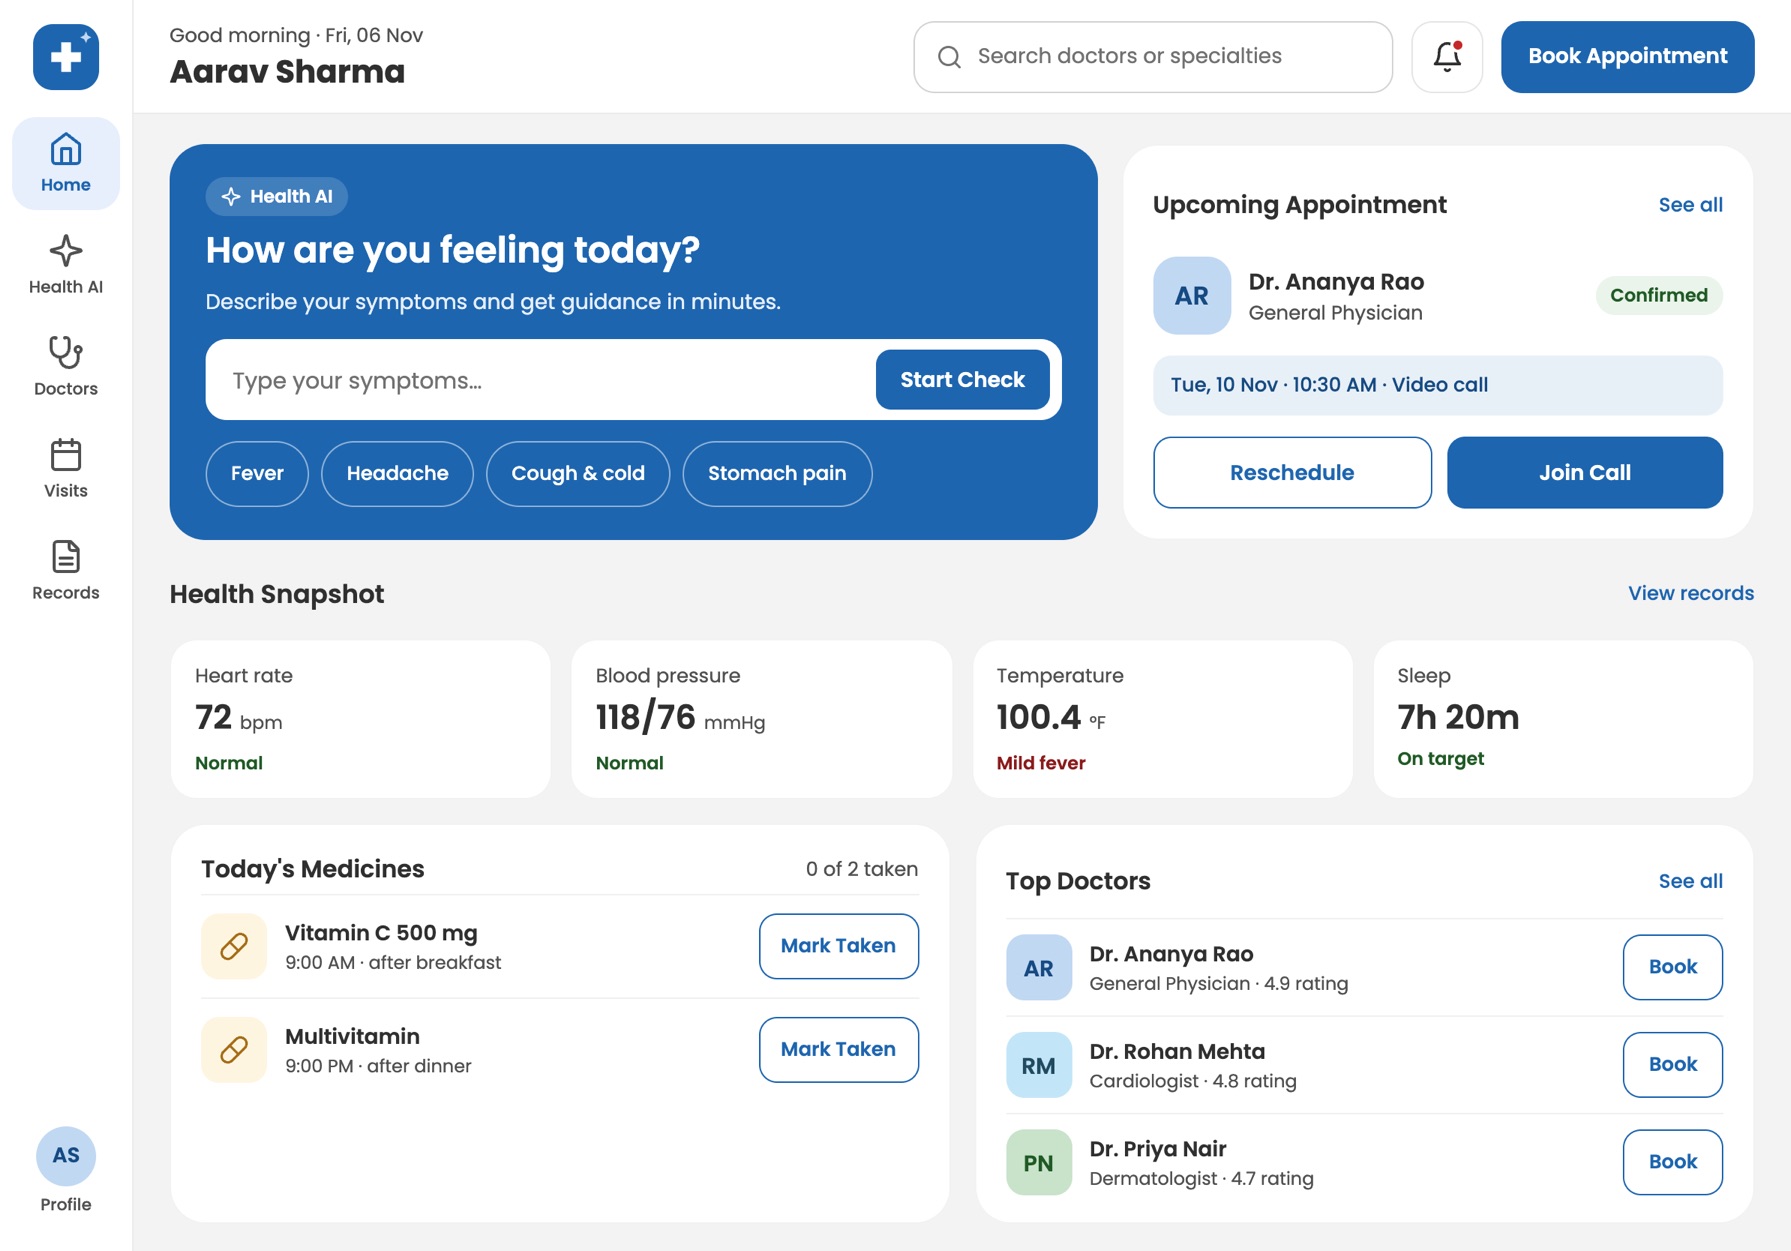 Good morning · Fri, 06 Nov
Aarav Sharma
Search doctors or specialties
Book Appointment
Home
Health AI
Doctors
Visits
Records
AS
Profile
Health AI
How are you feeling today?
Describe your symptoms and get guidance in minutes.
Type your symptoms...
Start Check
Fever
Headache
Cough & cold
Stomach pain
Upcoming Appointment
See all
AR
Dr. Ananya Rao
General Physician
Confirmed
Tue, 10 Nov · 10:30 AM · Video call
Reschedule
Join Call
Health Snapshot
View records
Heart rate
72 bpm
Normal
Blood pressure
118/76 mmHg
Normal
Temperature
100.4 °F
Mild fever
Sleep
7h 20m
On target
Today's Medicines
0 of 2 taken
Vitamin C 500 mg
9:00 AM · after breakfast
Mark Taken
Multivitamin
9:00 PM · after dinner
Mark Taken
Top Doctors
See all
AR
Dr. Ananya Rao
General Physician · 4.9 rating
Book
RM
Dr. Rohan Mehta
Cardiologist · 4.8 rating
Book
PN
Dr. Priya Nair
Dermatologist · 4.7 rating
Book